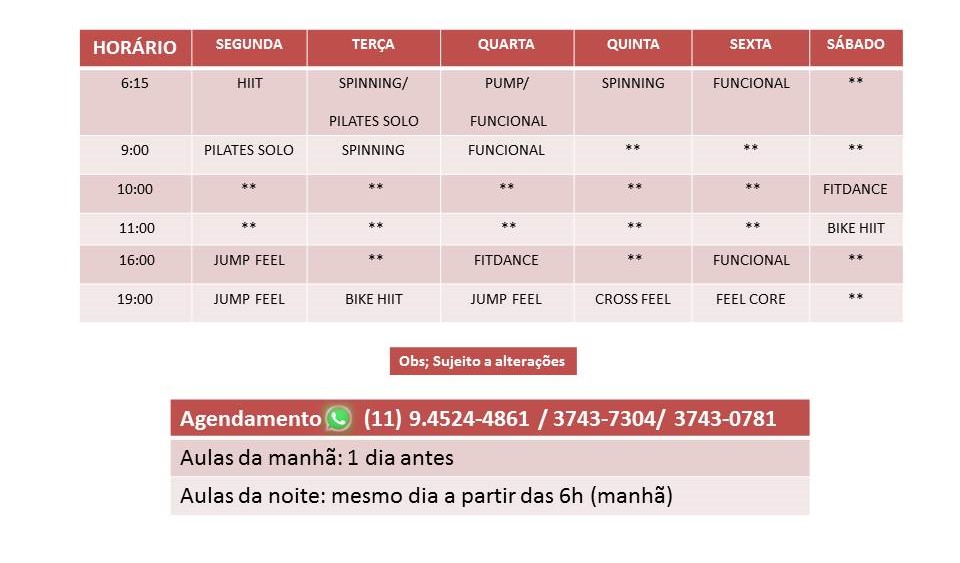 HORÁRIO SEGUNDA TERÇA QUARTA QUINTA SEXTA SÁBADO
6:15 HIIT SPINNING/ PUMP/ SPINNING FUNCIONAL **
PILATES SOLO FUNCIONAL
9:00 PILATES SOLO SPINNING FUNCIONAL ** ** **
10:00 ** ** ** ** ** FITDANCE
11:00 ** ** ** ** ** BIKE HIIT
16:00 JUMP FEEL ** FITDANCE ** FUNCIONAL **
19:00 JUMP FEEL BIKE HIIT JUMP FEEL CROSS FEEL FEEL CORE **
Obs; Sujeito a alterações
Agendamento (11) 9.4524-4861 / 3743-7304/ 3743-0781
Aulas da manhã: 1 dia antes
Aulas da noite: mesmo dia a partir das 6h (manhã)